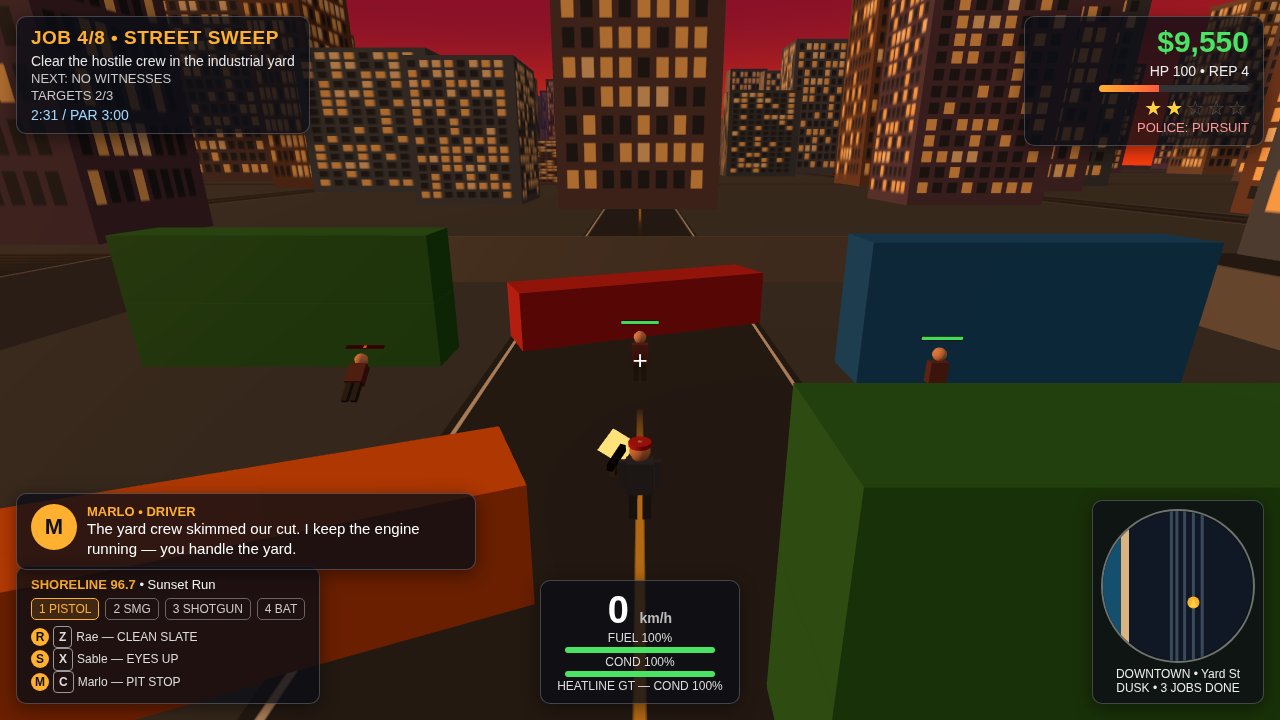 JOB 4/8 • STREET SWEEP
Clear the hostile crew in the industrial yard
NEXT: NO WITNESSES
TARGETS 2/3
2:31 / PAR 3:00
$9,550
HP 100 • REP 4
★★☆☆☆
POLICE: PURSUIT
M
MARLO • DRIVER
The yard crew skimmed our cut. I keep the engine
running — you handle the yard.
SHORELINE 96.7 • Sunset Run
1 PISTOL 2 SMG 3 SHOTGUN 4 BAT
R Z Rae — CLEAN SLATE
S X Sable — EYES UP
M C Marlo — PIT STOP
0 km/h
FUEL 100%
COND 100%
HEATLINE GT — COND 100%
DOWNTOWN • Yard St
DUSK • 3 JOBS DONE